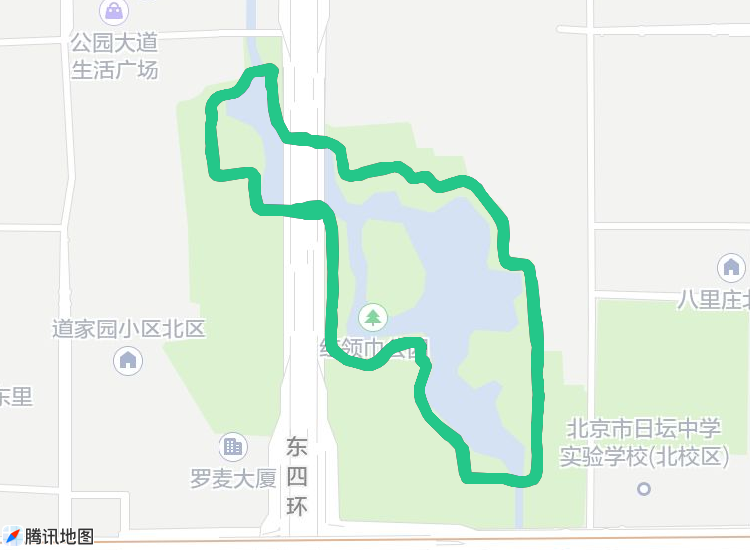 公园大道
生活广场
八里庄北
道家园小区北区
红领巾公园
东里
北京市日坛中学
实验学校(北校区)
罗麦大厦
东
四
环
腾讯地图